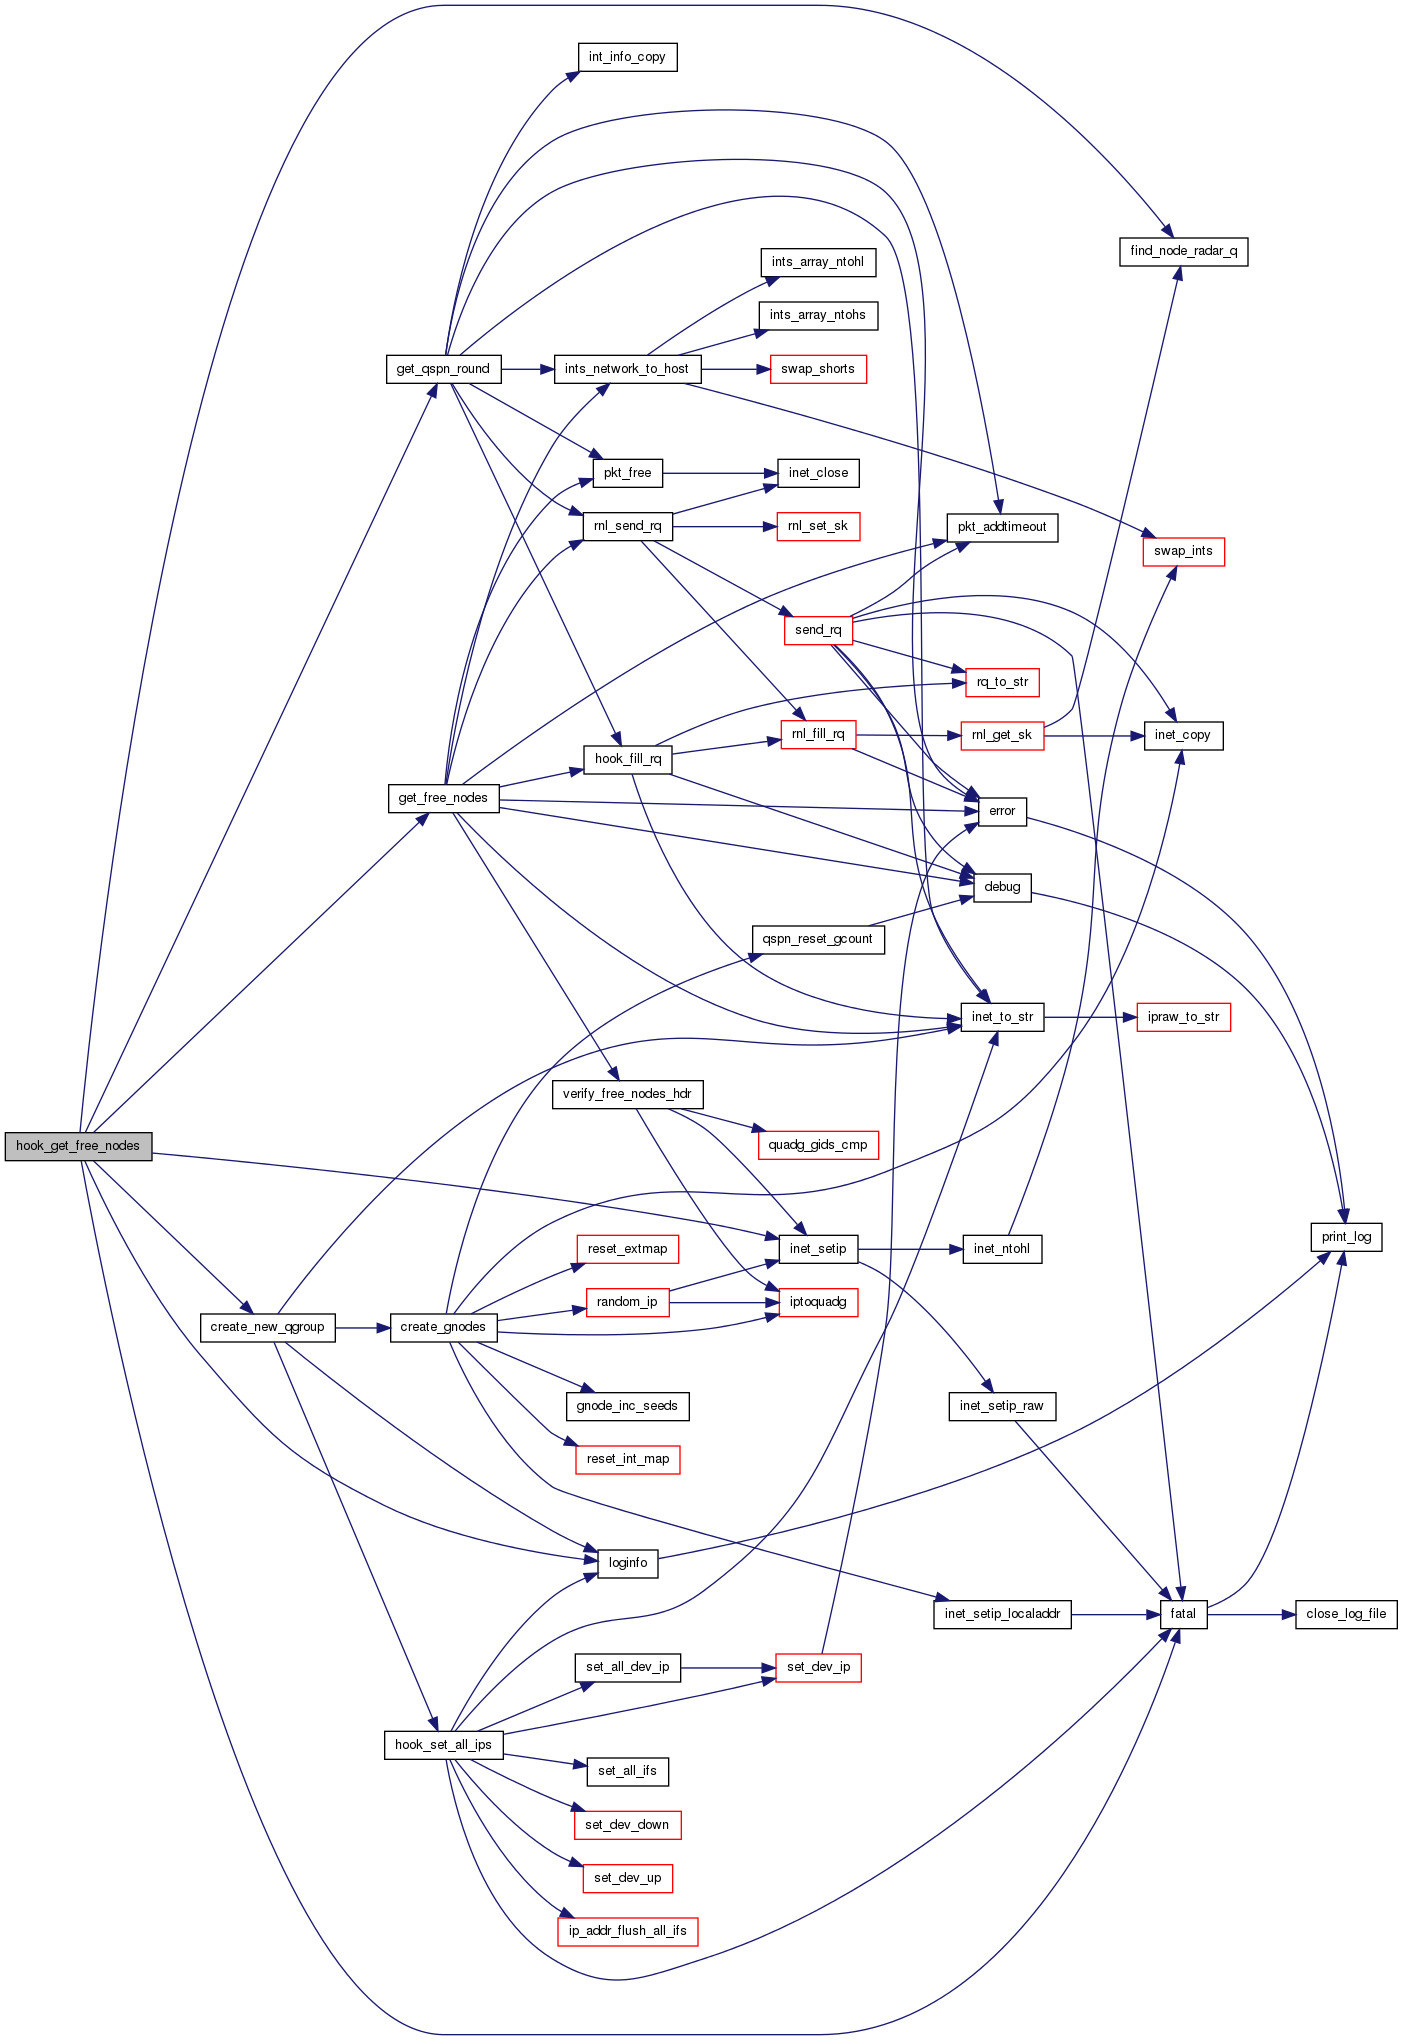 int_info_copy
find_node_radar_q
ints_array_ntohl
ints_array_ntohs
get_qspn_round
ints_network_to_host
swap_shorts
pkt_free
inet_close
rnl_send_rq
rnl_set_sk
pkt_addtimeout
swap_ints
send_rq
rq_to_str
rnl_fill_rq
rnl_get_sk
inet_copy
hook_fill_rq
get_free_nodes
error
debug
qspn_reset_gcount
inet_to_str
ipraw_to_str
verify_free_nodes_hdr
hook_get_free_nodes
quadg_gids_cmp
print_log
reset_extmap
inet_setip
inet_ntohl
random_ip
iptoquadg
create_new_qgroup
create_gnodes
gnode_inc_seeds
inet_setip_raw
reset_int_map
loginfo
inet_setip_localaddr
fatal
close_log_file
set_all_dev_ip
set_dev_ip
hook_set_all_ips
set_all_ifs
set_dev_down
set_dev_up
ip_addr_flush_all_ifs